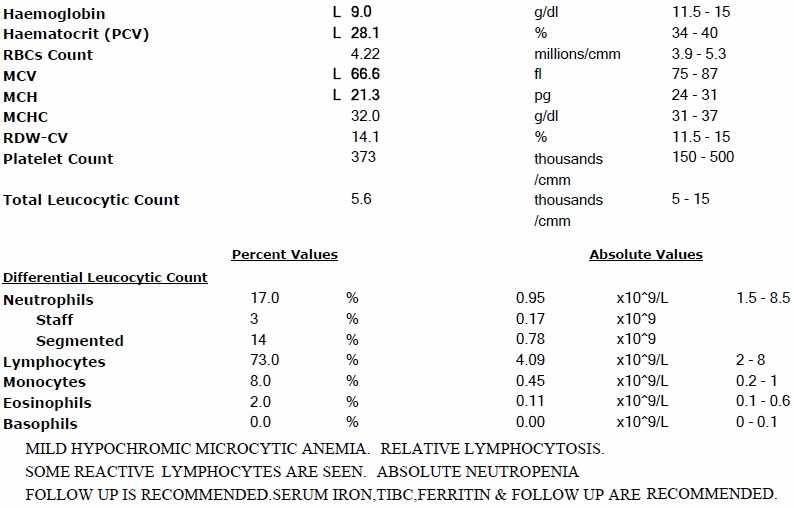 Haemoglobin L 9.0 g/dl 11.5 - 15
Haematocrit (PCV) L 28.1 % 34 - 40
RBCs Count 4.22 millions/cmm 3.9 - 5.3
MCV L 66.6 fl 75 - 87
MCH L 21.3 pg 24 - 31
MCHC 32.0 g/dl 31 - 37
RDW-CV 14.1 % 11.5 - 15
Platelet Count 373 thousands 150 - 500
/cmm
Total Leucocytic Count 5.6 thousands 5 - 15
/cmm
Percent Values Absolute Values
Differential Leucocytic Count
Neutrophils 17.0 % 0.95 x10^9/L 1.5 - 8.5
Staff 3 % 0.17 x10^9
Segmented 14 % 0.78 x10^9
Lymphocytes 73.0 % 4.09 x10^9/L 2 - 8
Monocytes 8.0 % 0.45 x10^9/L 0.2 - 1
Eosinophils 2.0 % 0.11 x10^9/L 0.1 - 0.6
Basophils 0.0 % 0.00 x10^9/L 0 - 0.1
MILD HYPOCHROMIC MICROCYTIC ANEMIA. RELATIVE LYMPHOCYTOSIS.
SOME REACTIVE LYMPHOCYTES ARE SEEN. ABSOLUTE NEUTROPENIA
FOLLOW UP IS RECOMMENDED.SERUM IRON,TIBC,FERRITIN & FOLLOW UP ARE RECOMMENDED.